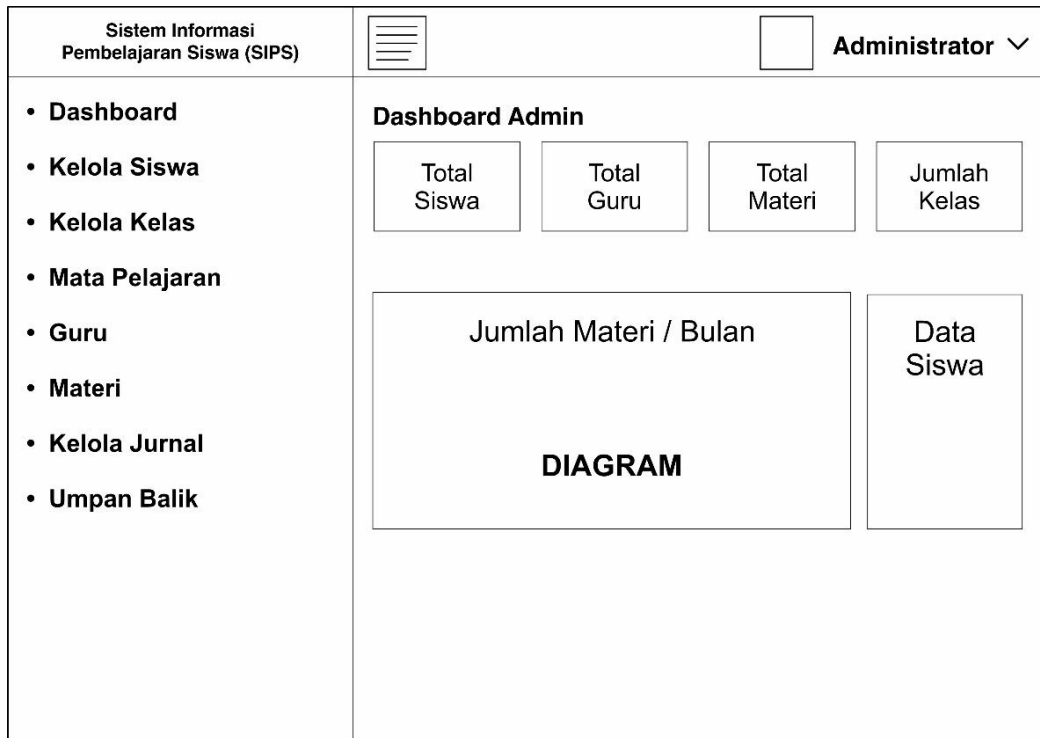 Sistem Informasi
Pembelajaran Siswa (SIPS)
Administrator
• Dashboard
• Kelola Siswa
• Kelola Kelas
• Mata Pelajaran
• Guru
• Materi
• Kelola Jurnal
• Umpan Balik
Dashboard Admin
Total
Siswa
Total
Guru
Total
Materi
Jumlah
Kelas
Jumlah Materi / Bulan
DIAGRAM
Data
Siswa